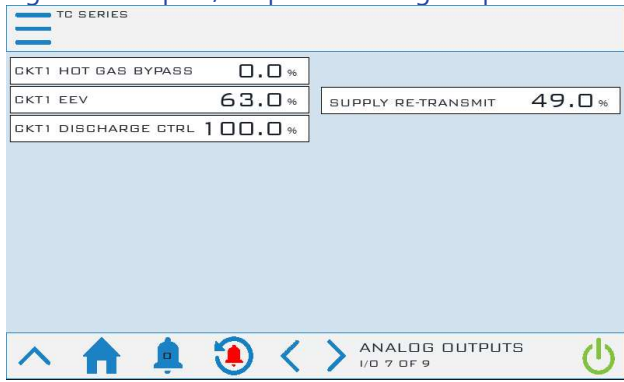 TC SERIES
CKT1 HOT GAS BYPASS 0.0 %
CKT1 EEV 63.0 %
SUPPLY RE-TRANSMIT 49.0 %
CKT1 DISCHARGE CTRL 100.0 %
0
ANALOG OUTPUTS
I/O 7 OF 9